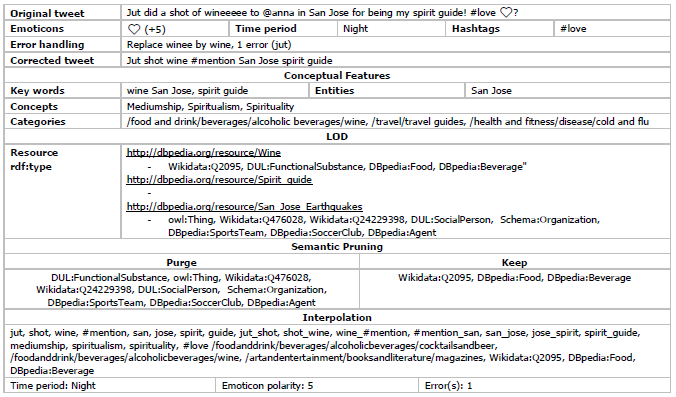 Original tweet Jut did a shot of wineeeee to @anna in San Jose for being my spirit guide! #love ♡?
Emoticons ♡ (+5) Time period Night Hashtags #love
Error handling Replace winee by wine, 1 error (jut)
Corrected tweet Jut shot wine #mention San Jose spirit guide
Conceptual Features
Key words wine San Jose, spirit guide Entities San Jose
Concepts Mediumship, Spiritualism, Spirituality
Categories /food and drink/beverages/alcoholic beverages/wine, /travel/travel guides, /health and fitness/disease/cold and flu
LOD
Resource http://dbpedia.org/resource/Wine
rdf:type - Wikidata:Q2095, DUL:FunctionalSubstance, DBpedia:Food, DBpedia:Beverage"
http://dbpedia.org/resource/Spirit_guide
-
http://dbpedia.org/resource/San_Jose_Earthquakes
- owl:Thing, Wikidata:Q476028, Wikidata:Q24229398, DUL:SocialPerson, Schema:Organization,
DBpedia:SportsTeam, DBpedia:SoccerClub, DBpedia:Agent
Semantic Pruning
Purge Keep
DUL:FunctionalSubstance, owl:Thing, Wikidata:Q476028, Wikidata:Q2095, DBpedia:Food, DBpedia:Beverage
Wikidata:Q24229398, DUL:SocialPerson, Schema:Organization,
DBpedia:SportsTeam, DBpedia:SoccerClub, DBpedia:Agent
Interpolation
jut, shot, wine, #mention, san, jose, spirit, guide, jut_shot, shot_wine, wine_#mention, #mention_san, san_jose, jose_spirit, spirit_guide,
mediumship, spiritualism, spirituality, #love /foodanddrink/beverages/alcoholicbeverages/cocktailsandbeer,
/foodanddrink/beverages/alcoholicbeverages/wine, /artandentertainment/booksandliterature/magazines, Wikidata:Q2095, DBpedia:Food,
DBpedia:Beverage
Time period: Night Emoticon polarity: 5 Error(s): 1